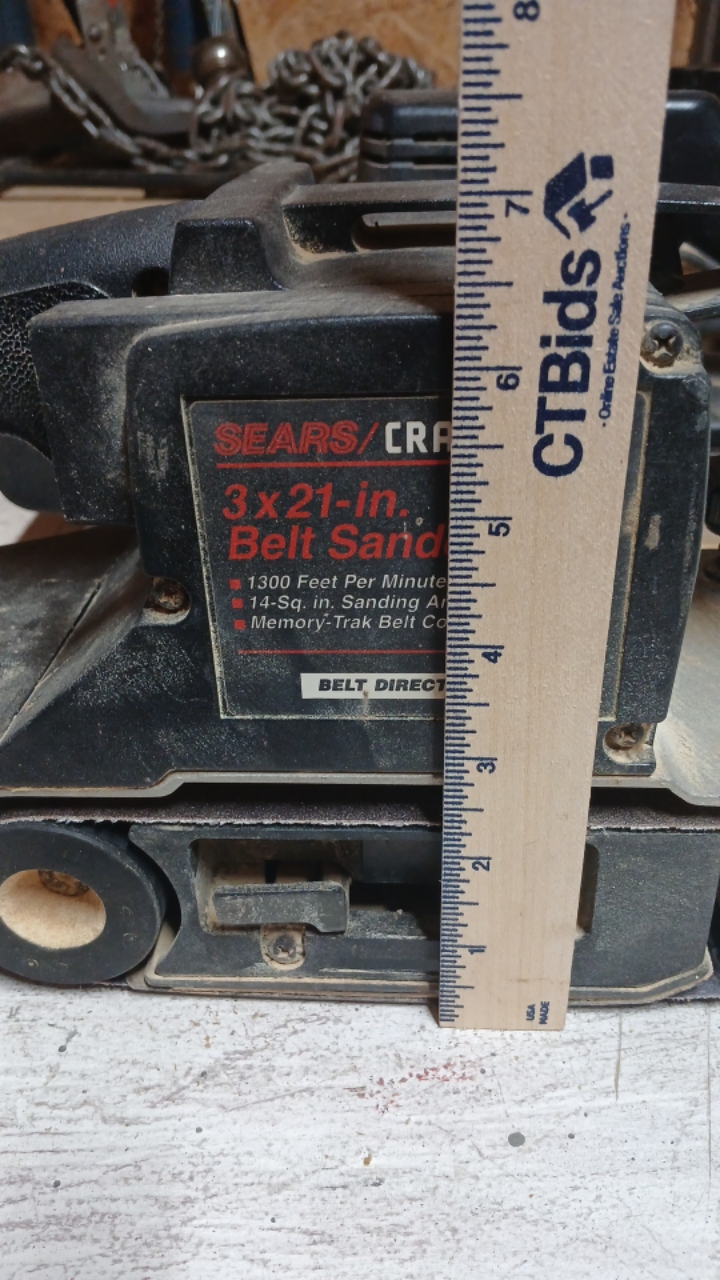 SEARS/CRA
3x21-in.
Belt Sand
1300 Feet Per Minute
14-Sq. in. Sanding Ar
Memory-Trak Belt Co
BELT DIRECT
8
7
6
5
4
3
2
1
CTBids
- Online Estate Sale Auctions -
USA
MADE